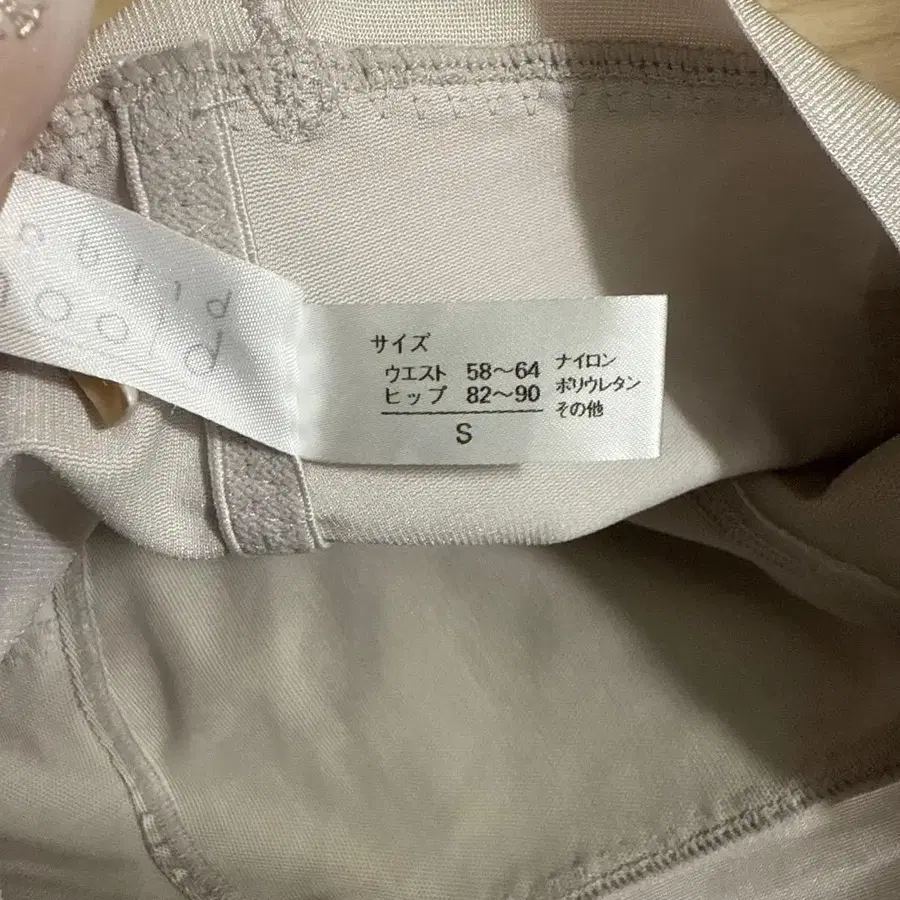 サイズ
ウエスト 58〜64
ヒップ 82〜90
S
ナイロン
ポリウレタン
その他